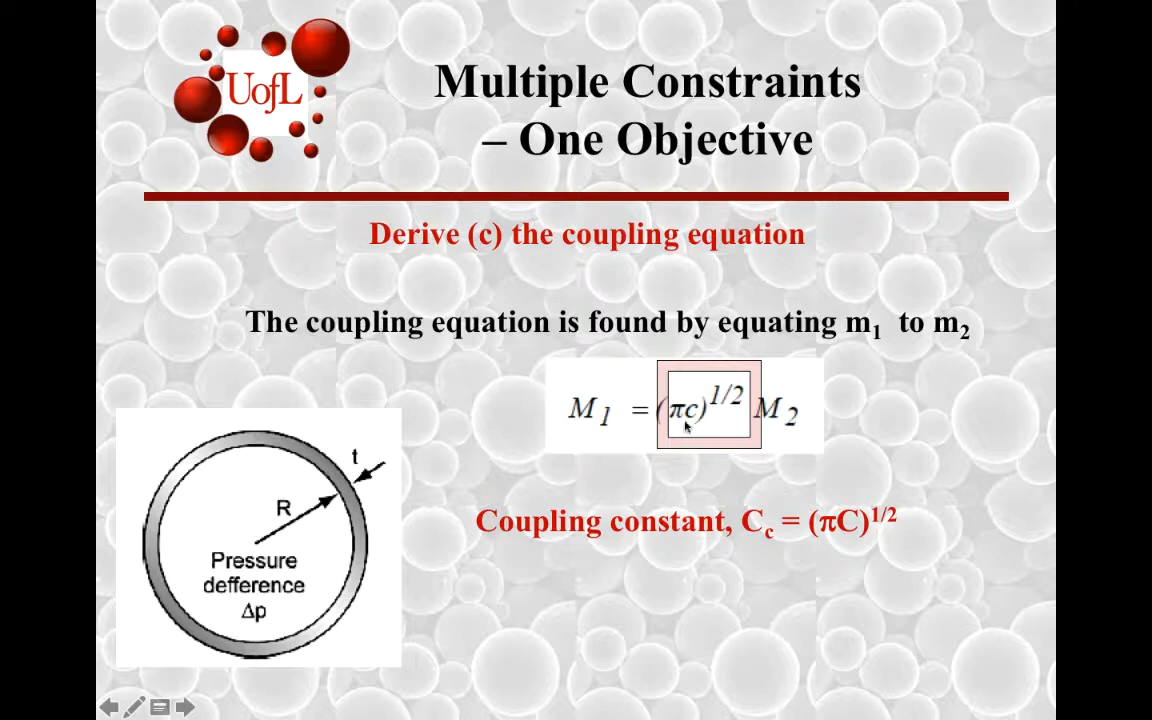 UofL
Multiple Constraints
– One Objective
Derive (c) the coupling equation
The coupling equation is found by equating m₁ to m₂
M₁ = (πc)^1/2 M₂
t
R
Pressure
defference
Δp
Coupling constant, C_c = (πC)^1/2